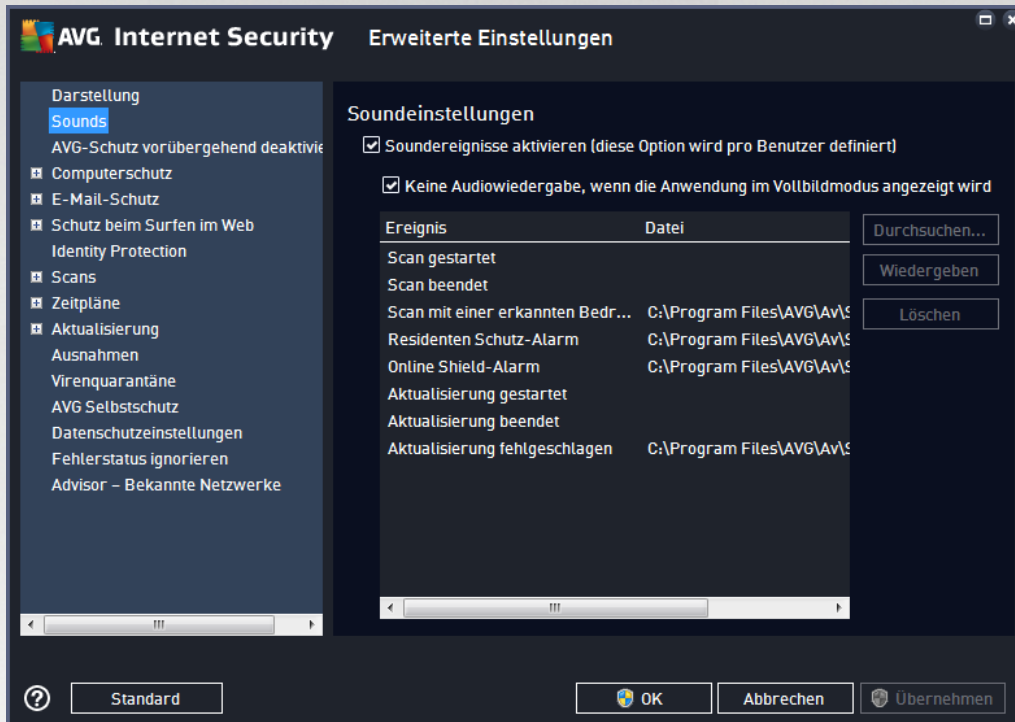 AVG. Internet Security Erweiterte Einstellungen
Darstellung
Sounds
AVG-Schutz vorübergehend deaktivie
Computerschutz
E-Mail-Schutz
Schutz beim Surfen im Web
Identity Protection
Scans
Zeitpläne
Aktualisierung
Ausnahmen
Virenquarantäne
AVG Selbstschutz
Datenschutzeinstellungen
Fehlerstatus ignorieren
Advisor – Bekannte Netzwerke
Soundeinstellungen
Soundereignisse aktivieren (diese Option wird pro Benutzer definiert)
Keine Audiowiedergabe, wenn die Anwendung im Vollbildmodus angezeigt wird
Ereignis Datei
Scan gestartet
Scan beendet
Scan mit einer erkannten Bedr... C:\Program Files\AVG\Av\S
Residenten Schutz-Alarm C:\Program Files\AVG\Av\S
Online Shield-Alarm C:\Program Files\AVG\Av\S
Aktualisierung gestartet
Aktualisierung beendet
Aktualisierung fehlgeschlagen C:\Program Files\AVG\Av\S
Durchsuchen...
Wiedergeben
Löschen
? Standard OK Abbrechen Übernehmen